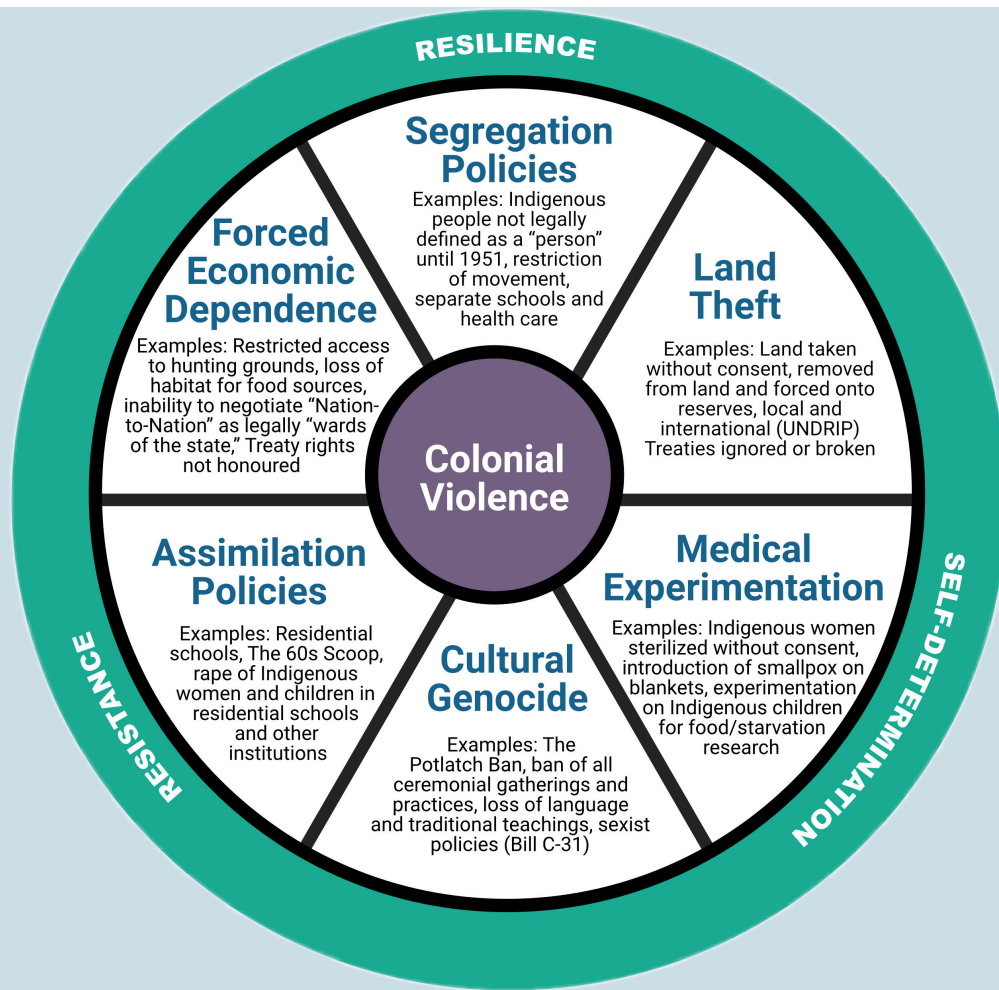 RESILIENCE
Segregation
Policies
Examples: Indigenous
people not legally
defined as a “person”
until 1951, restriction
of movement,
separate schools and
health care
Land
Theft
Examples: Land taken
without consent, removed
from land and forced onto
reserves, local and
international (UNDRIP)
Treaties ignored or broken
Medical
Experimentation
Examples: Indigenous women
sterilized without consent,
introduction of smallpox on
blankets, experimentation
on Indigenous children
for food/starvation
research
Cultural
Genocide
Examples: The
Potlatch Ban, ban of all
ceremonial gatherings and
practices, loss of language
and traditional teachings, sexist
policies (Bill C-31)
Assimilation
Policies
Examples: Residential
schools, The 60s Scoop,
rape of Indigenous
women and children in
residential schools
and other
institutions
Forced
Economic
Dependence
Examples: Restricted access
to hunting grounds, loss of
habitat for food sources,
inability to negotiate “Nation-
to-Nation” as legally “wards
of the state,” Treaty rights
not honoured
Colonial
Violence
SELF-DETERMINATION
RESISTANCE